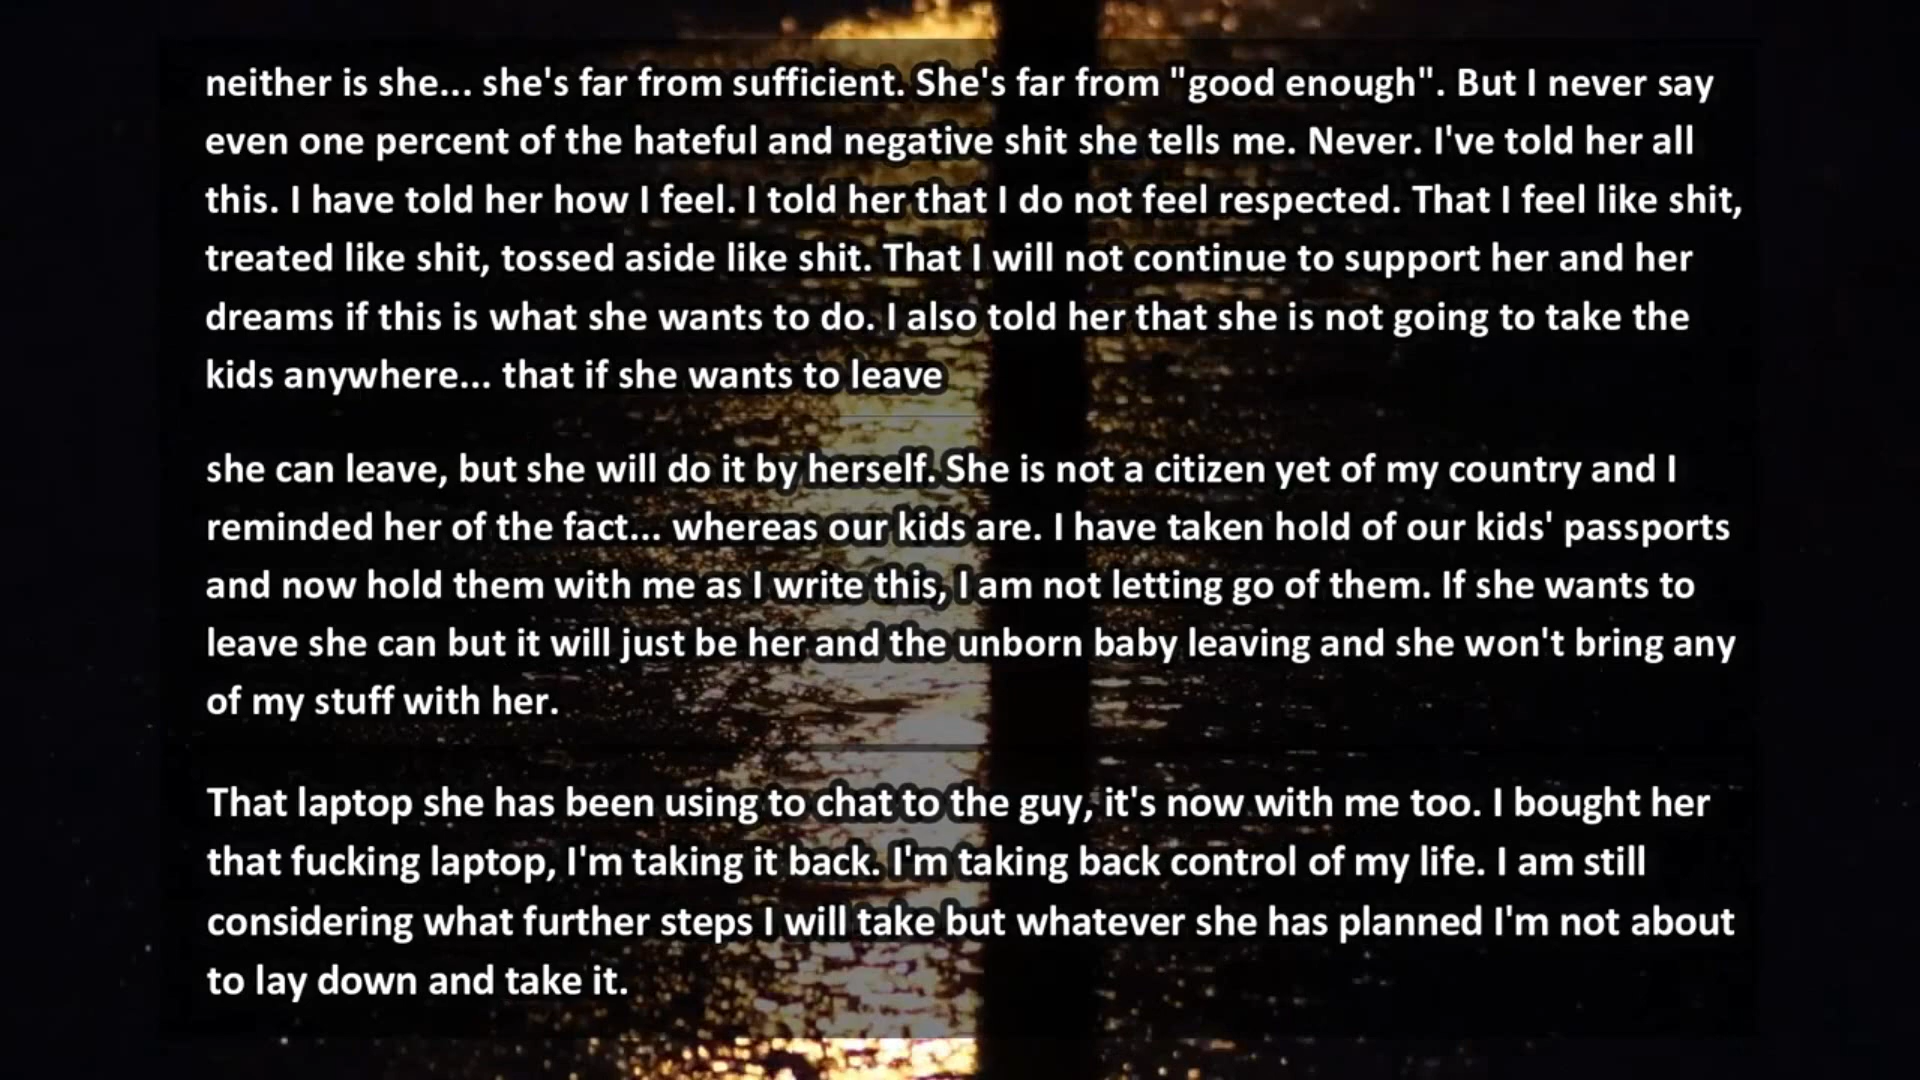 neither is she... she's far from sufficient. She's far from "good enough". But I never say
even one percent of the hateful and negative shit she tells me. Never. I've told her all
this. I have told her how I feel. I told her that I do not feel respected. That I feel like shit,
treated like shit, tossed aside like shit. That I will not continue to support her and her
dreams if this is what she wants to do. I also told her that she is not going to take the
kids anywhere... that if she wants to leave
she can leave, but she will do it by herself. She is not a citizen yet of my country and I
reminded her of the fact... whereas our kids are. I have taken hold of our kids' passports
and now hold them with me as I write this, I am not letting go of them. If she wants to
leave she can but it will just be her and the unborn baby leaving and she won't bring any
of my stuff with her.
That laptop she has been using to chat to the guy, it's now with me too. I bought her
that fucking laptop, I'm taking it back. I'm taking back control of my life. I am still
considering what further steps I will take but whatever she has planned I'm not about
to lay down and take it.